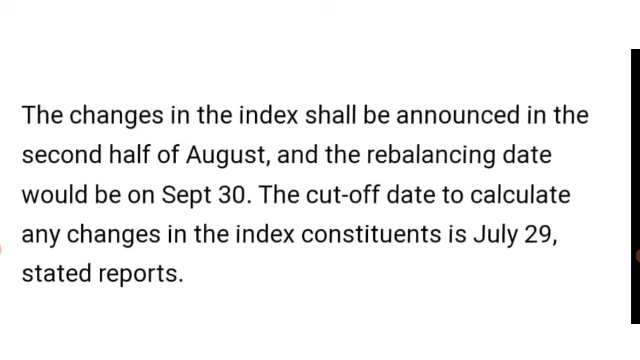 The changes in the index shall be announced in the
second half of August, and the rebalancing date
would be on Sept 30. The cut-off date to calculate
any changes in the index constituents is July 29,
stated reports.